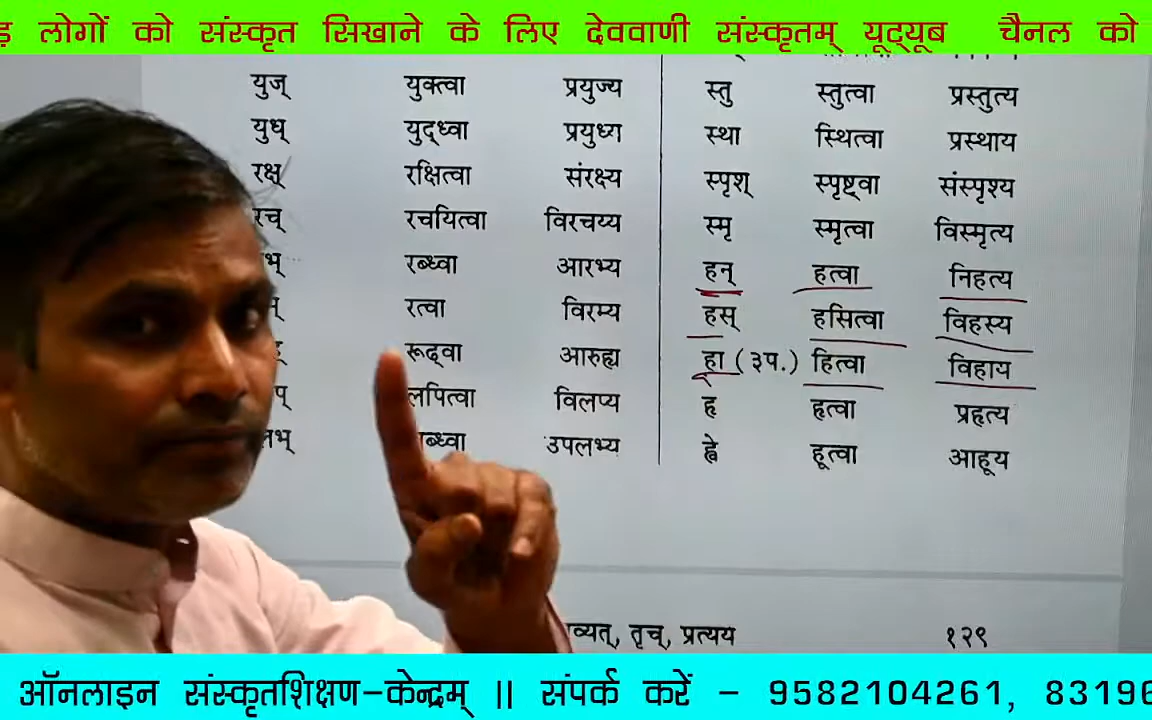 लोगों को संस्कृत सिखाने के लिए देववाणी संस्कृतम् यूट्यूब चैनल को
युज् युक्त्वा प्रयुज्य
युध् युद्ध्वा प्रयुध्य
रक्ष् रक्षित्वा संरक्ष्य
रच् रचयित्वा विरचय्य
रब्ध्वा आरभ्य
रत्वा विरम्य
रूढ्वा आरुह्य
लपित्वा विलप्य
उपलभ्य
स्तु स्तुत्वा प्रस्तुत्य
स्था स्थित्वा प्रस्थाय
स्पृश् स्पृष्ट्वा संस्पृश्य
स्मृ स्मृत्वा विस्मृत्य
हन् हत्वा निहत्य
हस् हसित्वा विहस्य
हा (३प.) हित्वा विहाय
हृ हृत्वा प्रहृत्य
ह्वे हूत्वा आहूय
व्यत्, तृच्, प्रत्यय १२९
ऑनलाइन संस्कृतशिक्षण-केन्द्रम् || संपर्क करें - 9582104261, 8319